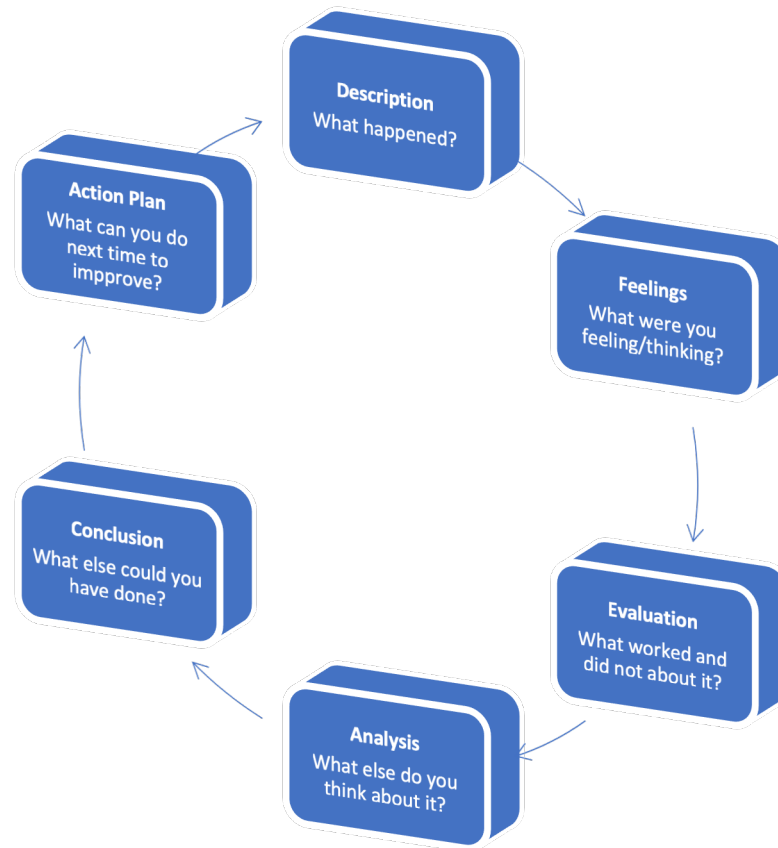 Description
What happened?
Feelings
What were you
feeling/thinking?
Evaluation
What worked and
did not about it?
Analysis
What else do you
think about it?
Conclusion
What else could you
have done?
Action Plan
What can you do
next time to
impprove?